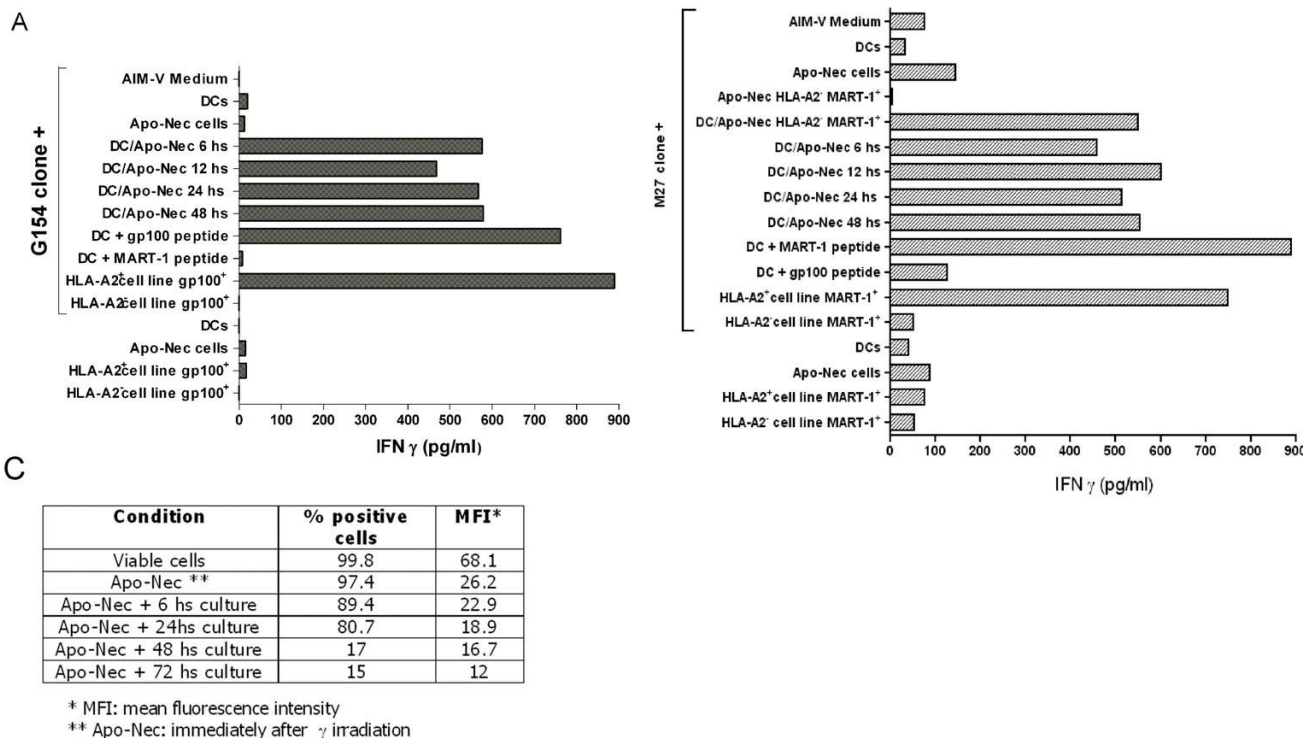 A
G154 clone +
AIM-V Medium
DCs
Apo-Nec cells
DC/Apo-Nec 6 hs
DC/Apo-Nec 12 hs
DC/Apo-Nec 24 hs
DC/Apo-Nec 48 hs
DC + gp100 peptide
DC + MART-1 peptide
HLA-A2+cell line gp100+
HLA-A2-cell line gp100+
DCs
Apo-Nec cells
HLA-A2+cell line gp100+
HLA-A2-cell line gp100+
0 100 200 300 400 500 600 700 800 900
IFN γ (pg/ml)
M27 clone +
AIM-V Medium
DCs
Apo-Nec cells
Apo-Nec HLA-A2- MART-1+
DC/Apo-Nec HLA-A2- MART-1+
DC/Apo-Nec 6 hs
DC/Apo-Nec 12 hs
DC/Apo-Nec 24 hs
DC/Apo-Nec 48 hs
DC + MART-1 peptide
DC + gp100 peptide
HLA-A2+cell line MART-1+
HLA-A2-cell line MART-1+
DCs
Apo-Nec cells
HLA-A2+cell line MART-1+
HLA-A2- cell line MART-1+
0 100 200 300 400 500 600 700 800 900
IFN γ (pg/ml)
C
Condition % positive MFI*
cells
Viable cells 99.8 68.1
Apo-Nec ** 97.4 26.2
Apo-Nec + 6 hs culture 89.4 22.9
Apo-Nec + 24hs culture 80.7 18.9
Apo-Nec + 48 hs culture 17 16.7
Apo-Nec + 72 hs culture 15 12
* MFI: mean fluorescence intensity
** Apo-Nec: immediately after γ irradiation